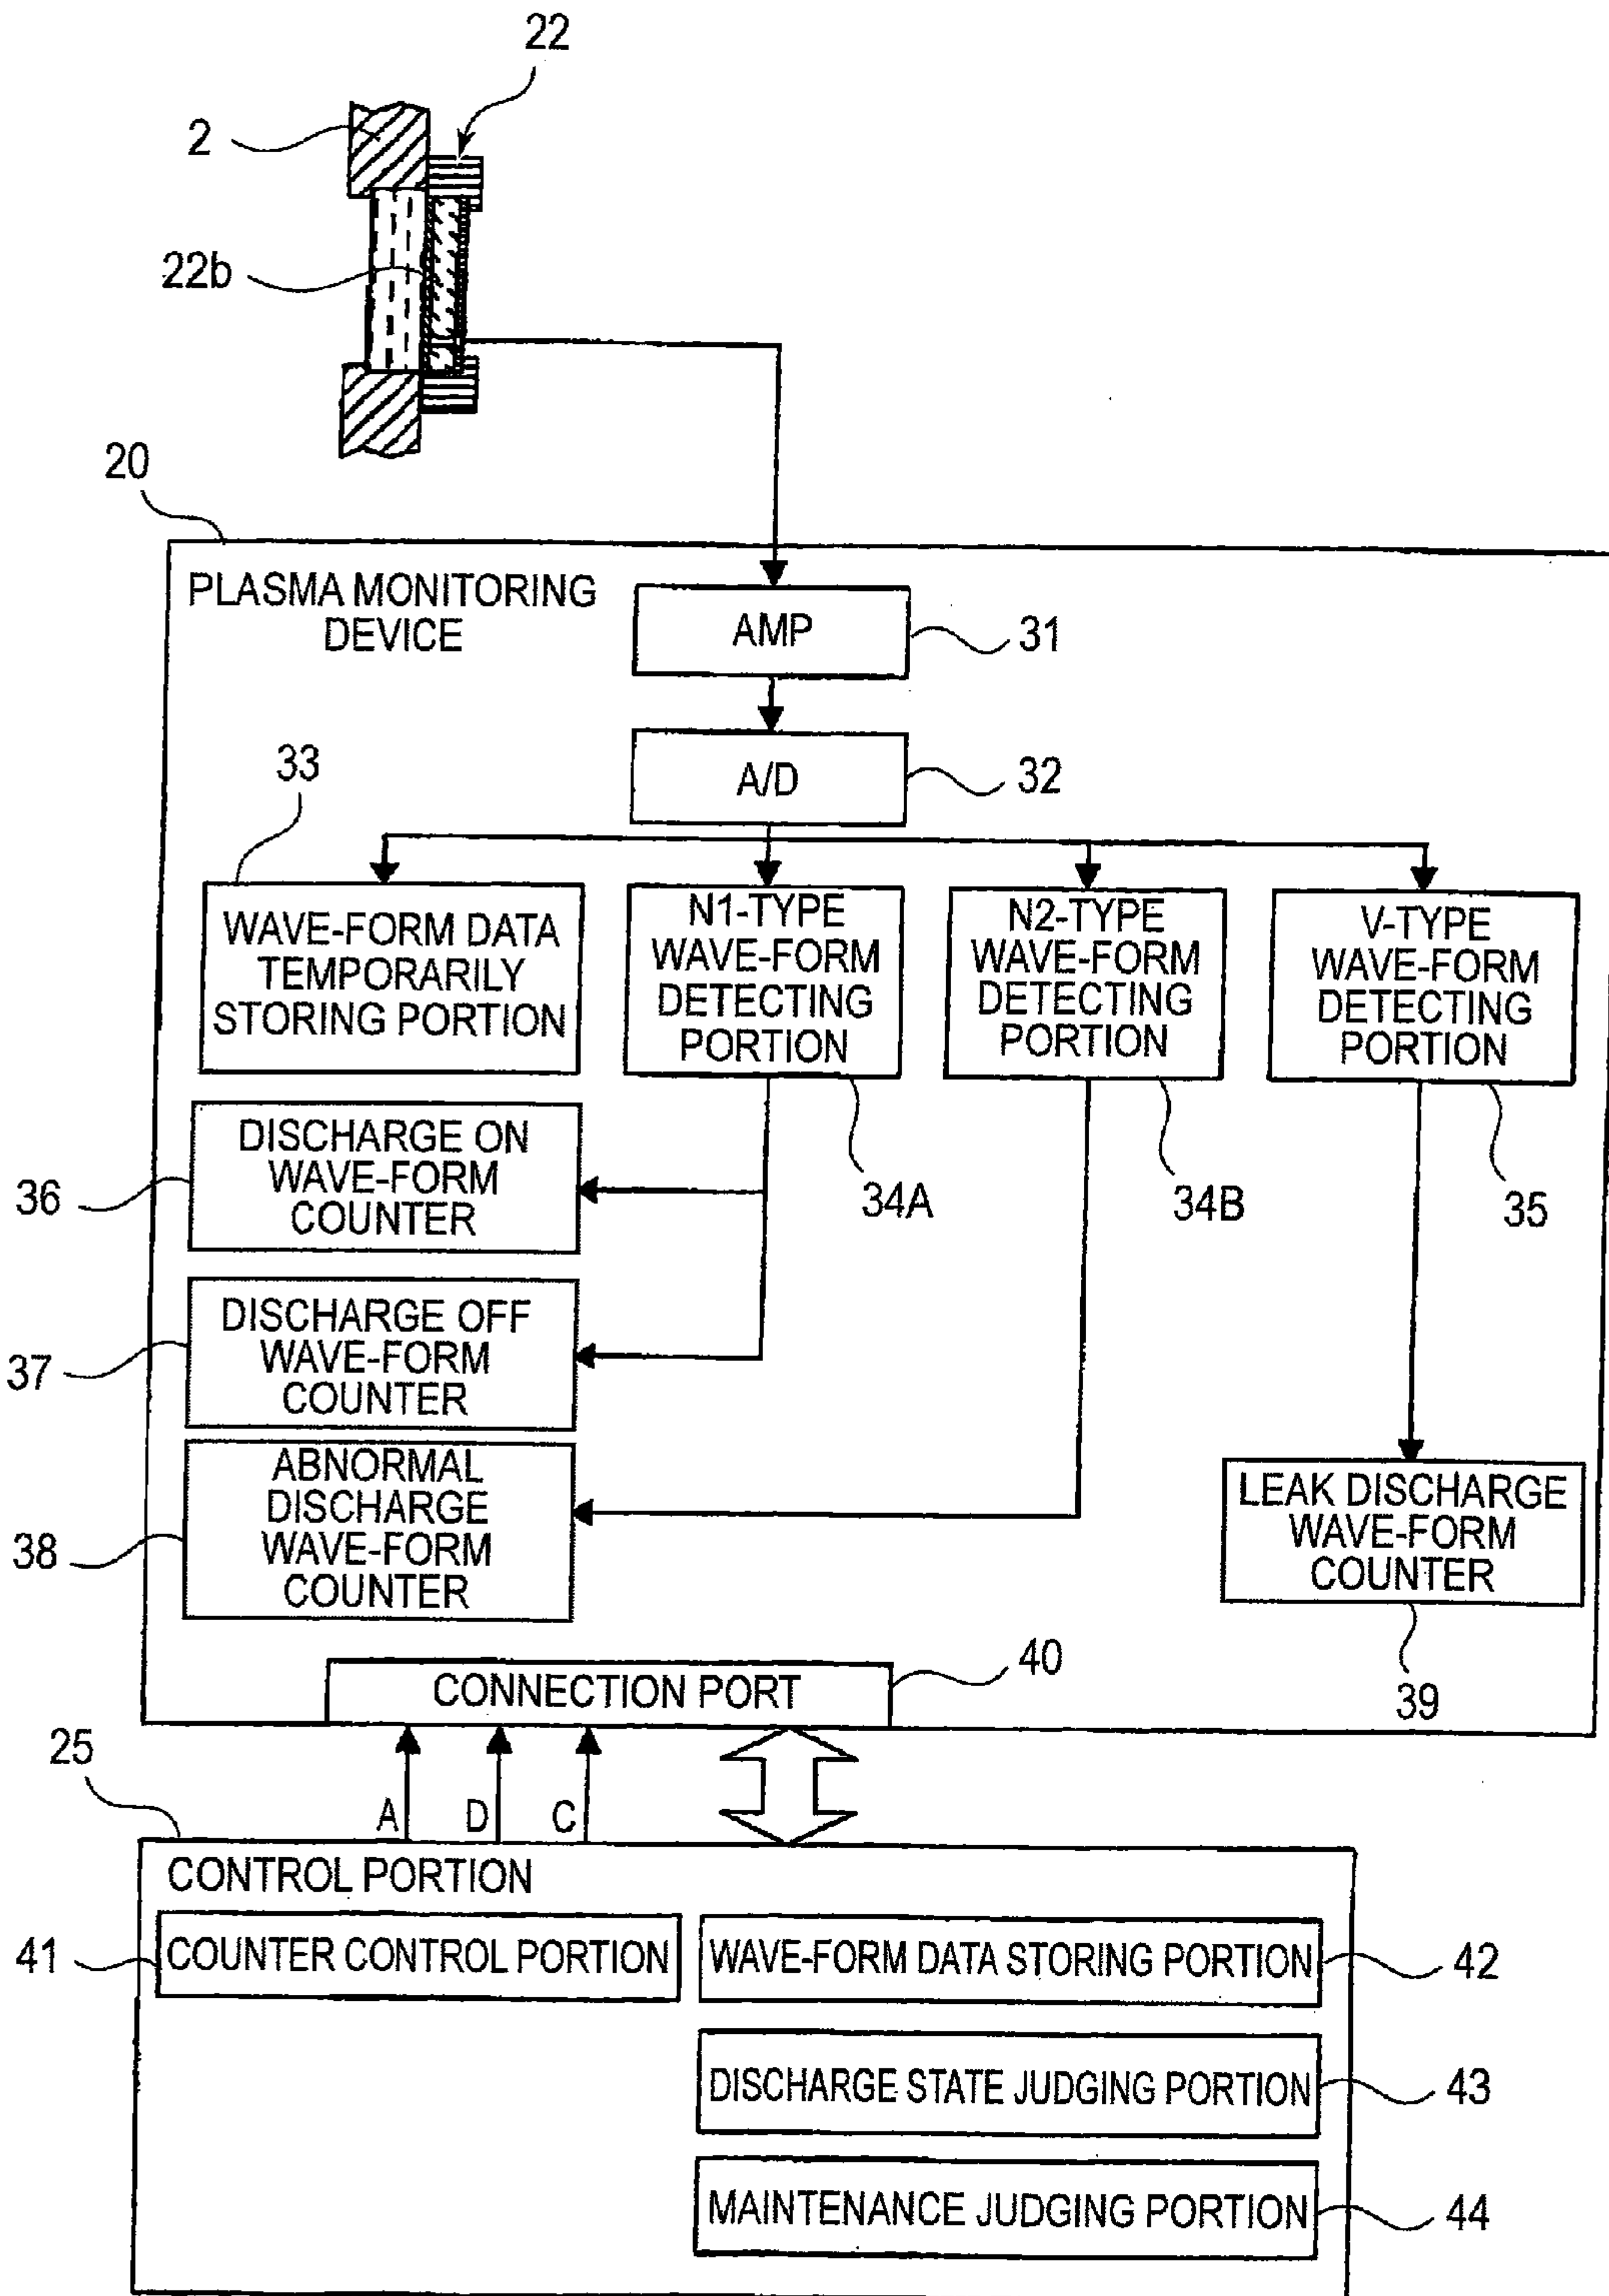 22
2
22b
20
PLASMA MONITORING
DEVICE
AMP
31
A/D
32
33
WAVE-FORM DATA
TEMPORARILY
STORING PORTION
N1-TYPE
WAVE-FORM
DETECTING
PORTION
N2-TYPE
WAVE-FORM
DETECTING
PORTION
V-TYPE
WAVE-FORM
DETECTING
PORTION
34A
34B
35
DISCHARGE ON
WAVE-FORM
COUNTER
36
DISCHARGE OFF
WAVE-FORM
COUNTER
37
ABNORMAL
DISCHARGE
WAVE-FORM
COUNTER
38
LEAK DISCHARGE
WAVE-FORM
COUNTER
39
CONNECTION PORT
40
25
A
D
C
CONTROL PORTION
41
COUNTER CONTROL PORTION
WAVE-FORM DATA STORING PORTION
42
DISCHARGE STATE JUDGING PORTION
43
MAINTENANCE JUDGING PORTION
44